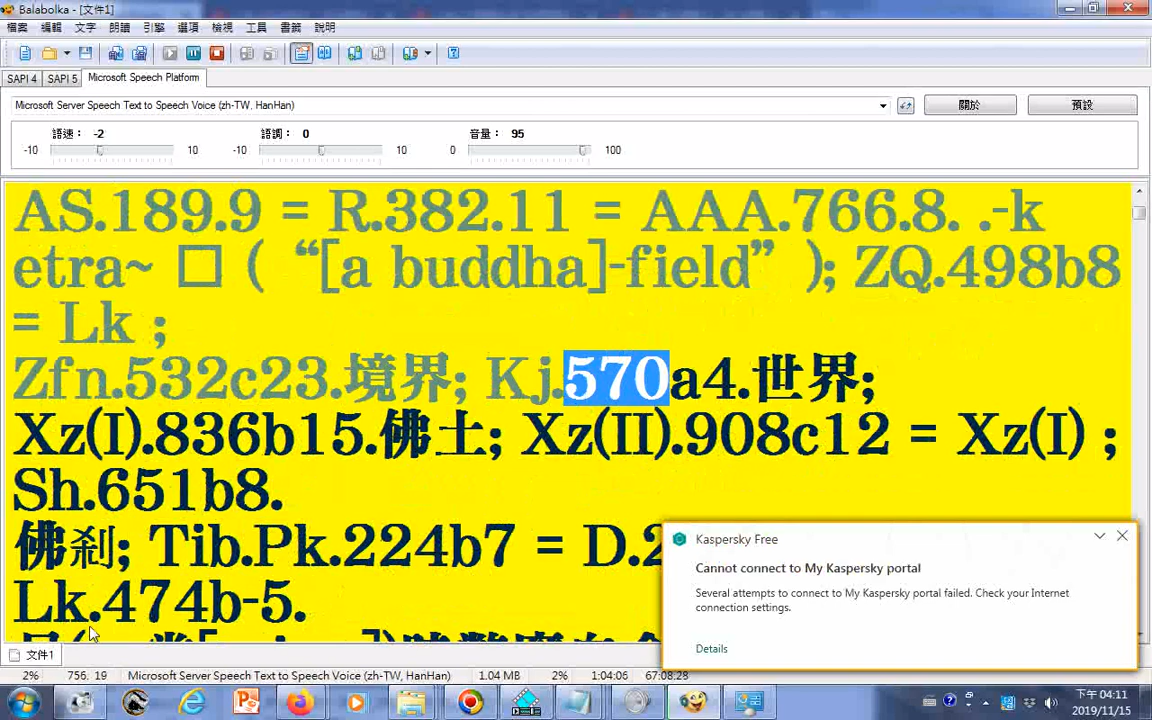 Balabolka - [文件1]
檔案 編輯 文字 朗讀 引擎 選項 檢視 工具 書籤 說明
SAPI 4 SAPI 5 Microsoft Speech Platform
Microsoft Server Speech Text to Speech Voice (zh-TW, HanHan) 關於 預設
語速： -2 語調： 0 音量： 95
-10 10 -10 10 0 100
AS.189.9 = R.382.11 = AAA.766.8. .-k
etra~ □ ( “[a buddha]-field” ); ZQ.498b8
= Lk ;
Zfn.532c23.境界; Kj.570a4.世界;
Xz(I).836b15.佛土; Xz(II).908c12 = Xz(I) ;
Sh.651b8.
佛剎; Tib.Pk.224b7 = D.2
Lk.474b-5.
Kaspersky Free
Cannot connect to My Kaspersky portal
Several attempts to connect to My Kaspersky portal failed. Check your Internet
connection settings.
Details
文件1
2% 756. 19 Microsoft Server Speech Text to Speech Voice (zh-TW, HanHan) 1.04 MB 2% 1:04:06 67:08:28
下午 04:11
2019/11/15